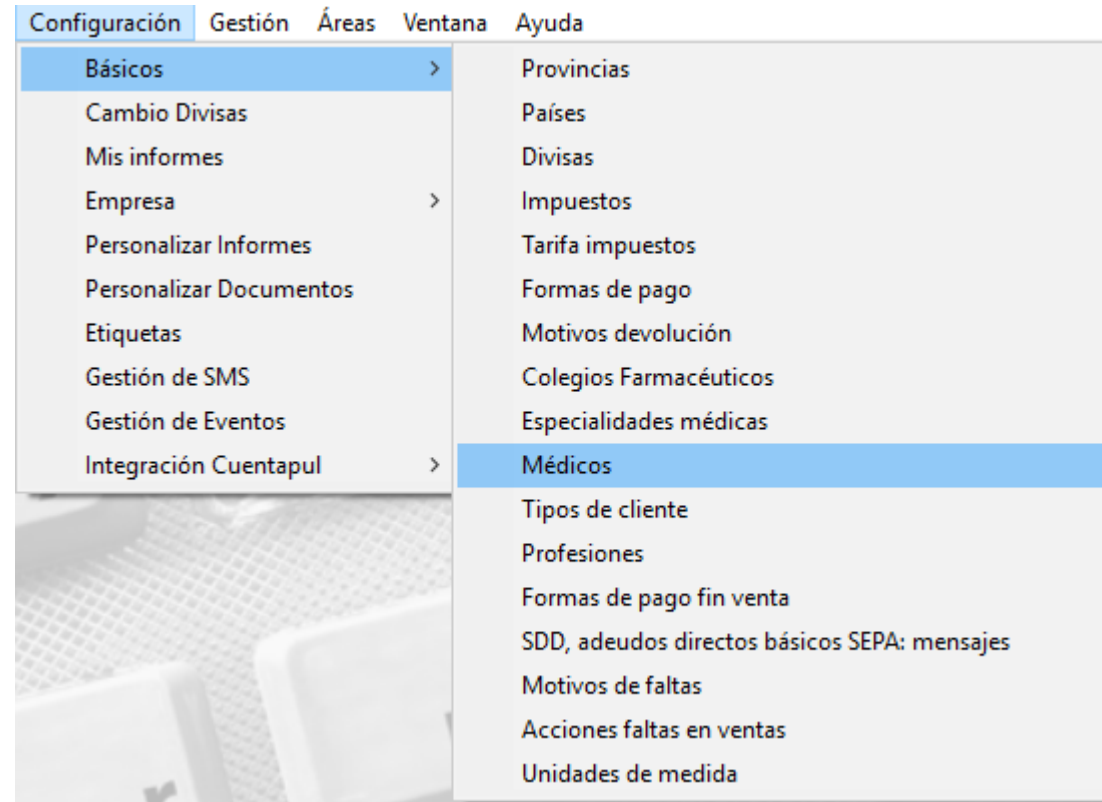 Configuración Gestión Áreas Ventana Ayuda
Básicos
Cambio Divisas
Mis informes
Empresa
Personalizar Informes
Personalizar Documentos
Etiquetas
Gestión de SMS
Gestión de Eventos
Integración Cuentapul
Provincias
Países
Divisas
Impuestos
Tarifa impuestos
Formas de pago
Motivos devolución
Colegios Farmacéuticos
Especialidades médicas
Médicos
Tipos de cliente
Profesiones
Formas de pago fin venta
SDD, adeudos directos básicos SEPA: mensajes
Motivos de faltas
Acciones faltas en ventas
Unidades de medida